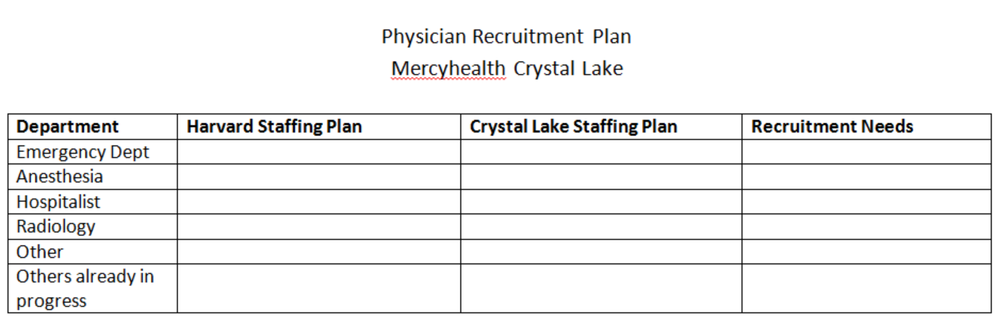 Physician Recruitment Plan
Mercyhealth Crystal Lake
Department Harvard Staffing Plan Crystal Lake Staffing Plan Recruitment Needs
Emergency Dept
Anesthesia
Hospitalist
Radiology
Other
Others already in
progress